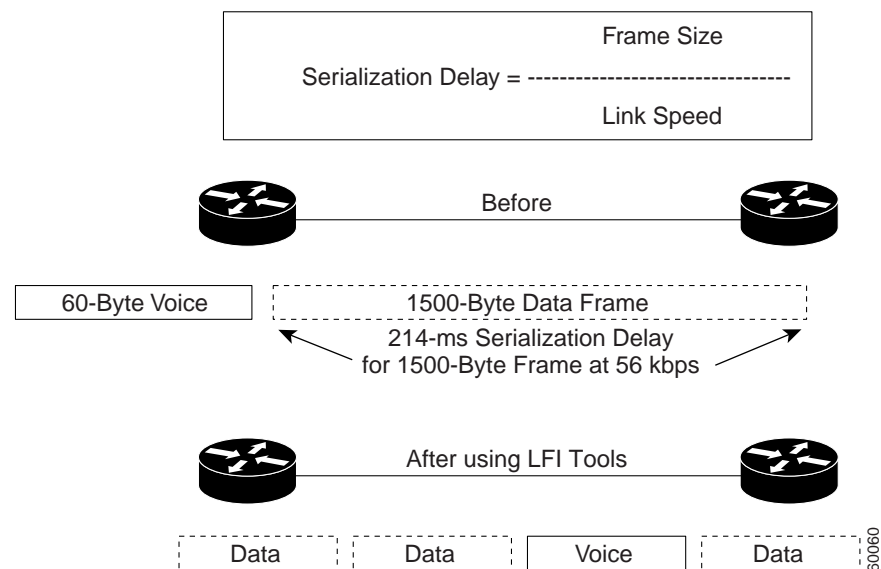 Frame Size
Serialization Delay = ---------------------------------
Link Speed
Before
60-Byte Voice
1500-Byte Data Frame
214-ms Serialization Delay
for 1500-Byte Frame at 56 kbps
After using LFI Tools
Data
Data
Voice
Data